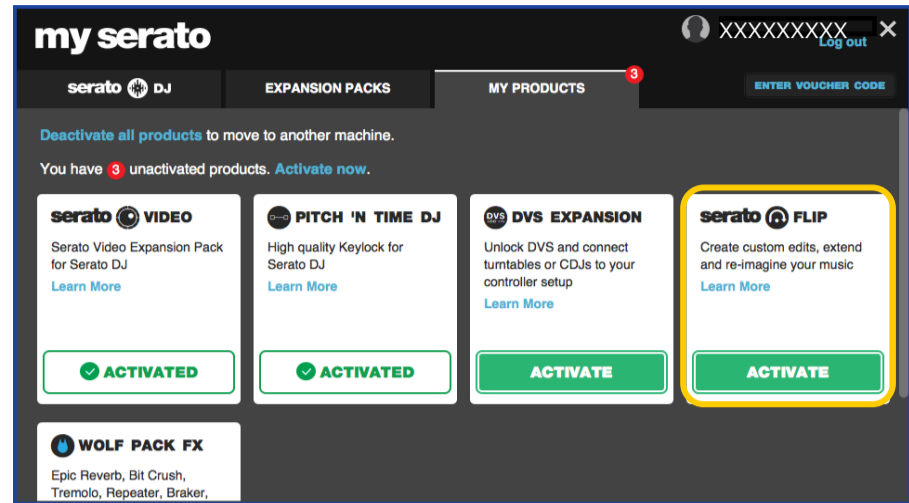 my serato
XXXXXXXXX
Log out
serato DJ
EXPANSION PACKS
MY PRODUCTS
3
ENTER VOUCHER CODE
Deactivate all products to move to another machine.
You have 3 unactivated products. Activate now.
serato VIDEO
Serato Video Expansion Pack
for Serato DJ
Learn More
ACTIVATED
PITCH 'N TIME DJ
High quality Keylock for
Serato DJ
Learn More
ACTIVATED
DVS DVS EXPANSION
Unlock DVS and connect
turntables or CDJs to your
controller setup
Learn More
ACTIVATE
serato FLIP
Create custom edits, extend
and re-imagine your music
Learn More
ACTIVATE
WOLF PACK FX
Epic Reverb, Bit Crush,
Tremolo, Repeater, Braker,